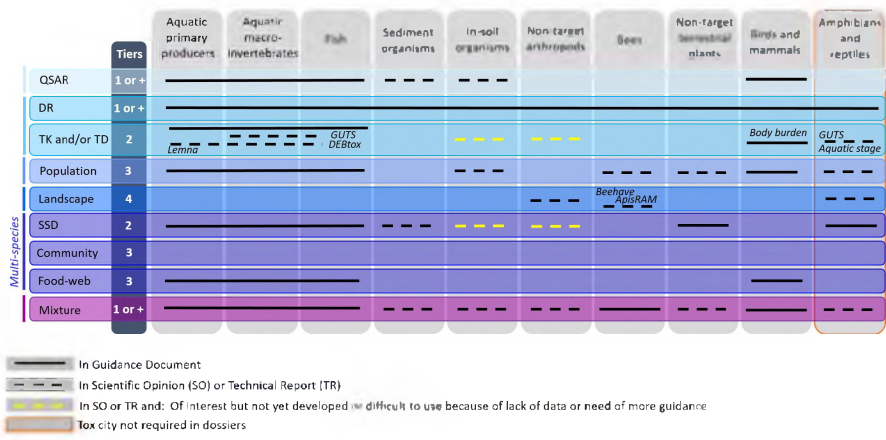 Aquatic primary producers
Aquatic macro-invertebrates
Fish
Sediment organisms
In-soil organisms
Non-target arthropods
Bees
Non-target terrestrial plants
Birds and mammals
Amphibians and reptiles
Tiers
QSAR 1 or +
DR 1 or +
TK and/or TD 2
Lemna
GUTS
DEBtox
Body burden
GUTS
Aquatic stage
Population 3
Landscape 4
Beehave
ApisRAM
Multi-species
SSD 2
Community 3
Food-web 3
Mixture 1 or +
In Guidance Document
In Scientific Opinion (SO) or Technical Report (TR)
In SO or TR and: Of Interest but not yet developed or difficult to use because of lack of data or need of more guidance
Tox city not required in dossiers